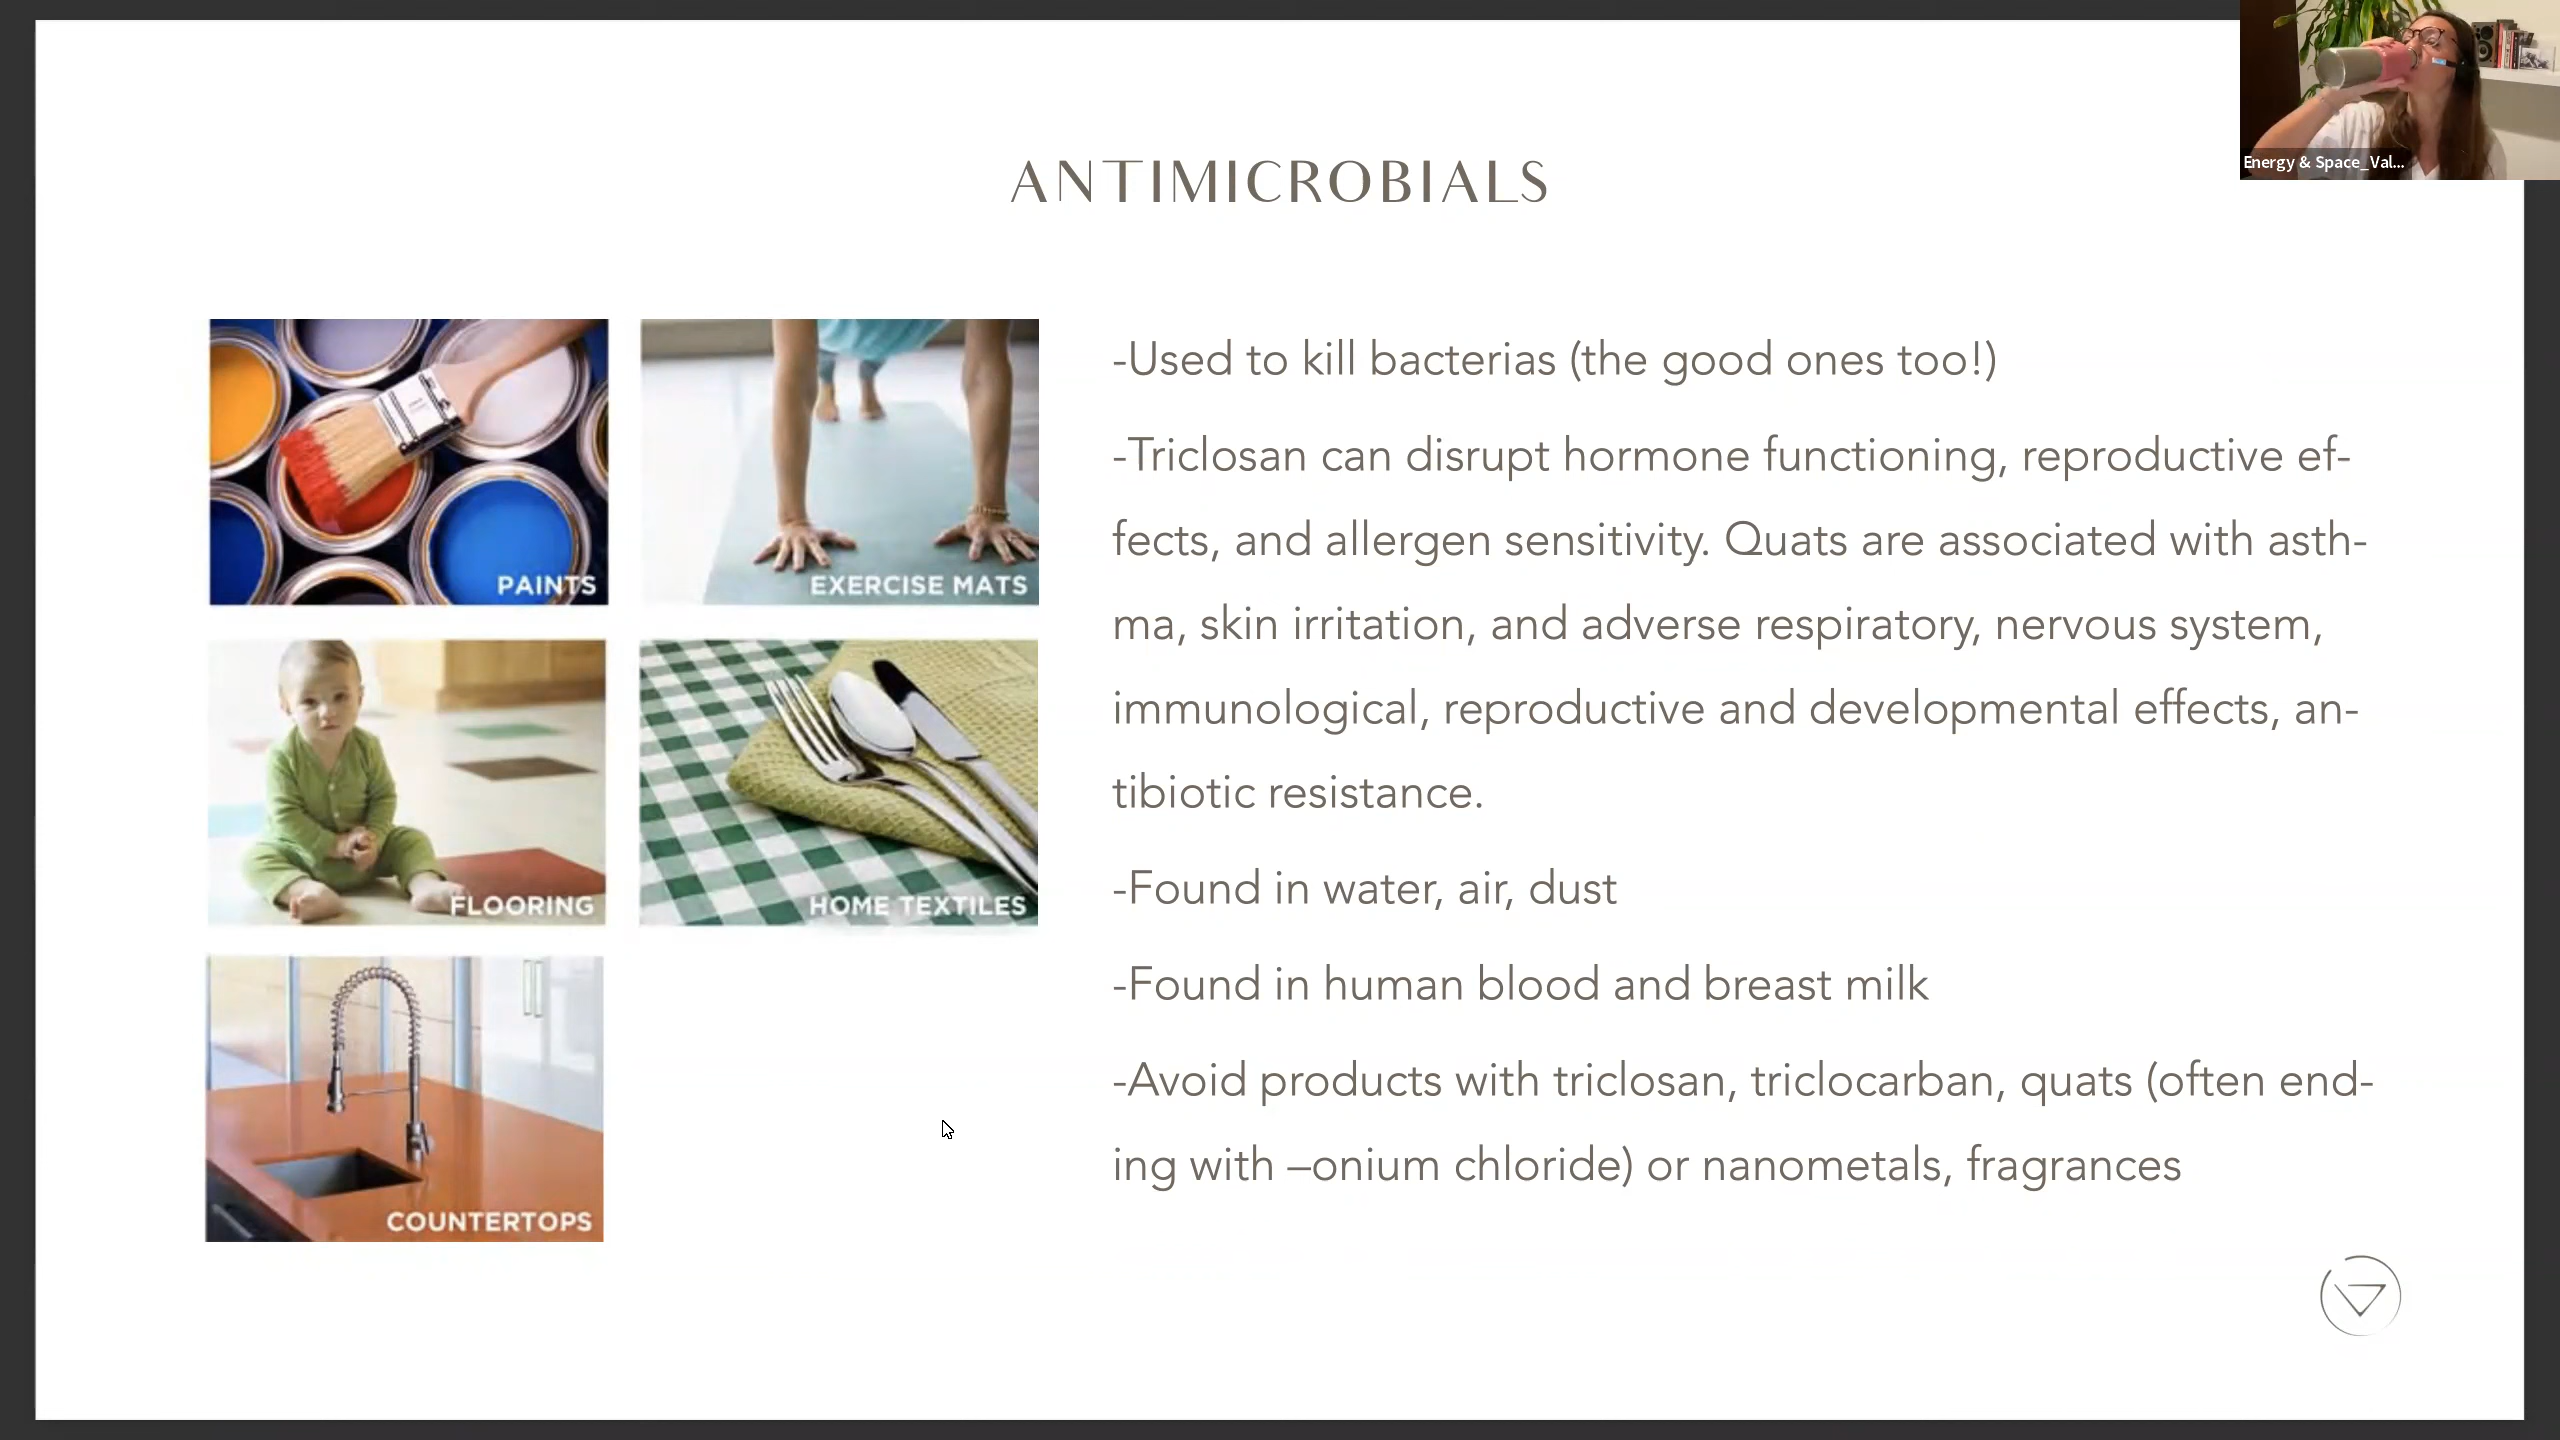 Energy & Space_Val...
ANTIMICROBIALS
PAINTS
EXERCISE MATS
FLOORING
HOME TEXTILES
COUNTERTOPS
-Used to kill bacterias (the good ones too!)
-Triclosan can disrupt hormone functioning, reproductive ef-
fects, and allergen sensitivity. Quats are associated with asth-
ma, skin irritation, and adverse respiratory, nervous system,
immunological, reproductive and developmental effects, an-
tibiotic resistance.
-Found in water, air, dust
-Found in human blood and breast milk
-Avoid products with triclosan, triclocarban, quats (often end-
ing with –onium chloride) or nanometals, fragrances